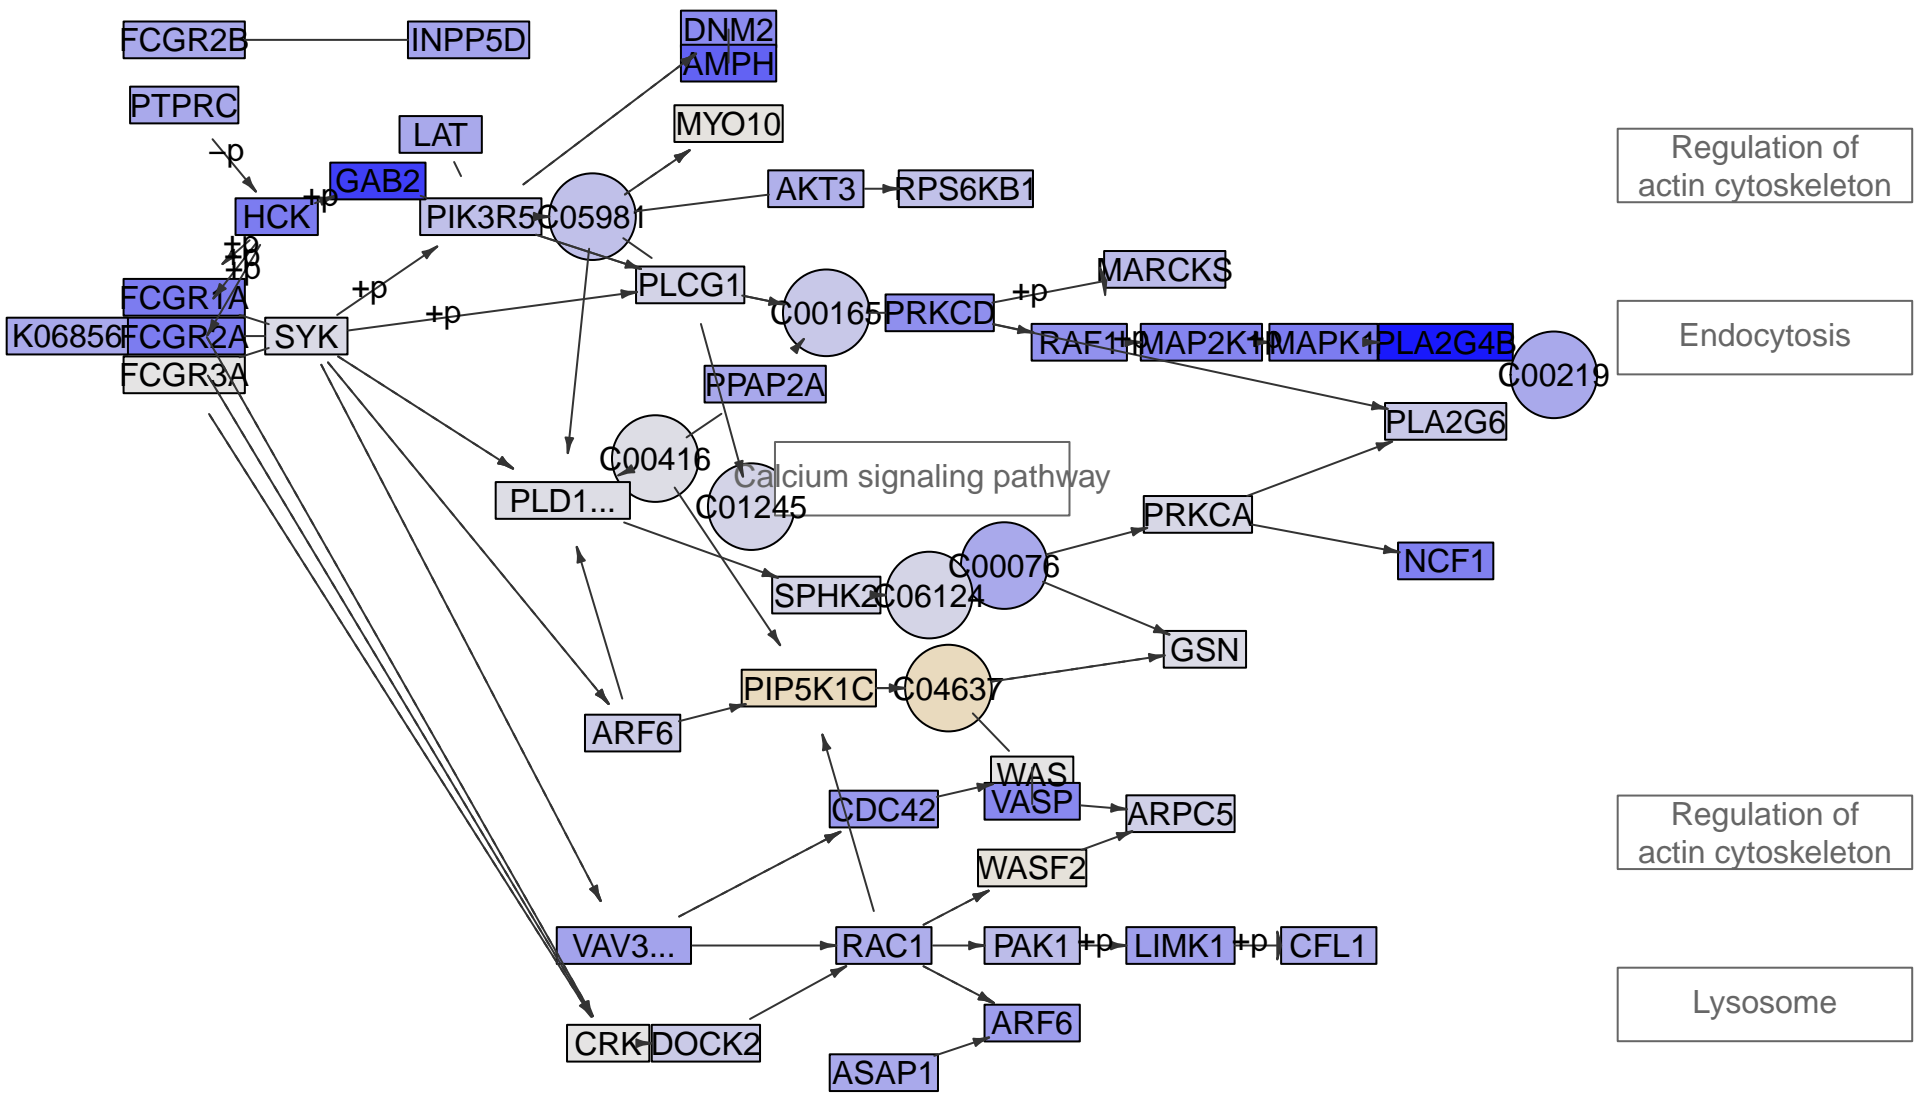 FCGR2B
INPP5D
DNM2
AMPH
PTPRC
LAT
MYO10
Regulation of
actin cytoskeleton
–p
GAB2
+p
HCK
PIK3R5
C05981
AKT3
RPS6KB1
+p
+p
+p
MARCKS
FCGR1A
+p
PLCG1
C00165
PRKCD
+p
K06856
FCGR2A
SYK
+p
RAF1
+p
MAP2K1
+p
MAPK1
PLA2G4B
C00219
Endocytosis
FCGR3A
PPAP2A
PLA2G6
C00416
Calcium signaling pathway
PLD1...
C01245
PRKCA
NCF1
SPHK2
C06124
C00076
GSN
PIP5K1C
C04637
ARF6
WAS
VASP
CDC42
ARPC5
Regulation of
actin cytoskeleton
WASF2
VAV3...
RAC1
PAK1
+p
LIMK1
+p
CFL1
Lysosome
ARF6
CRK
DOCK2
ASAP1